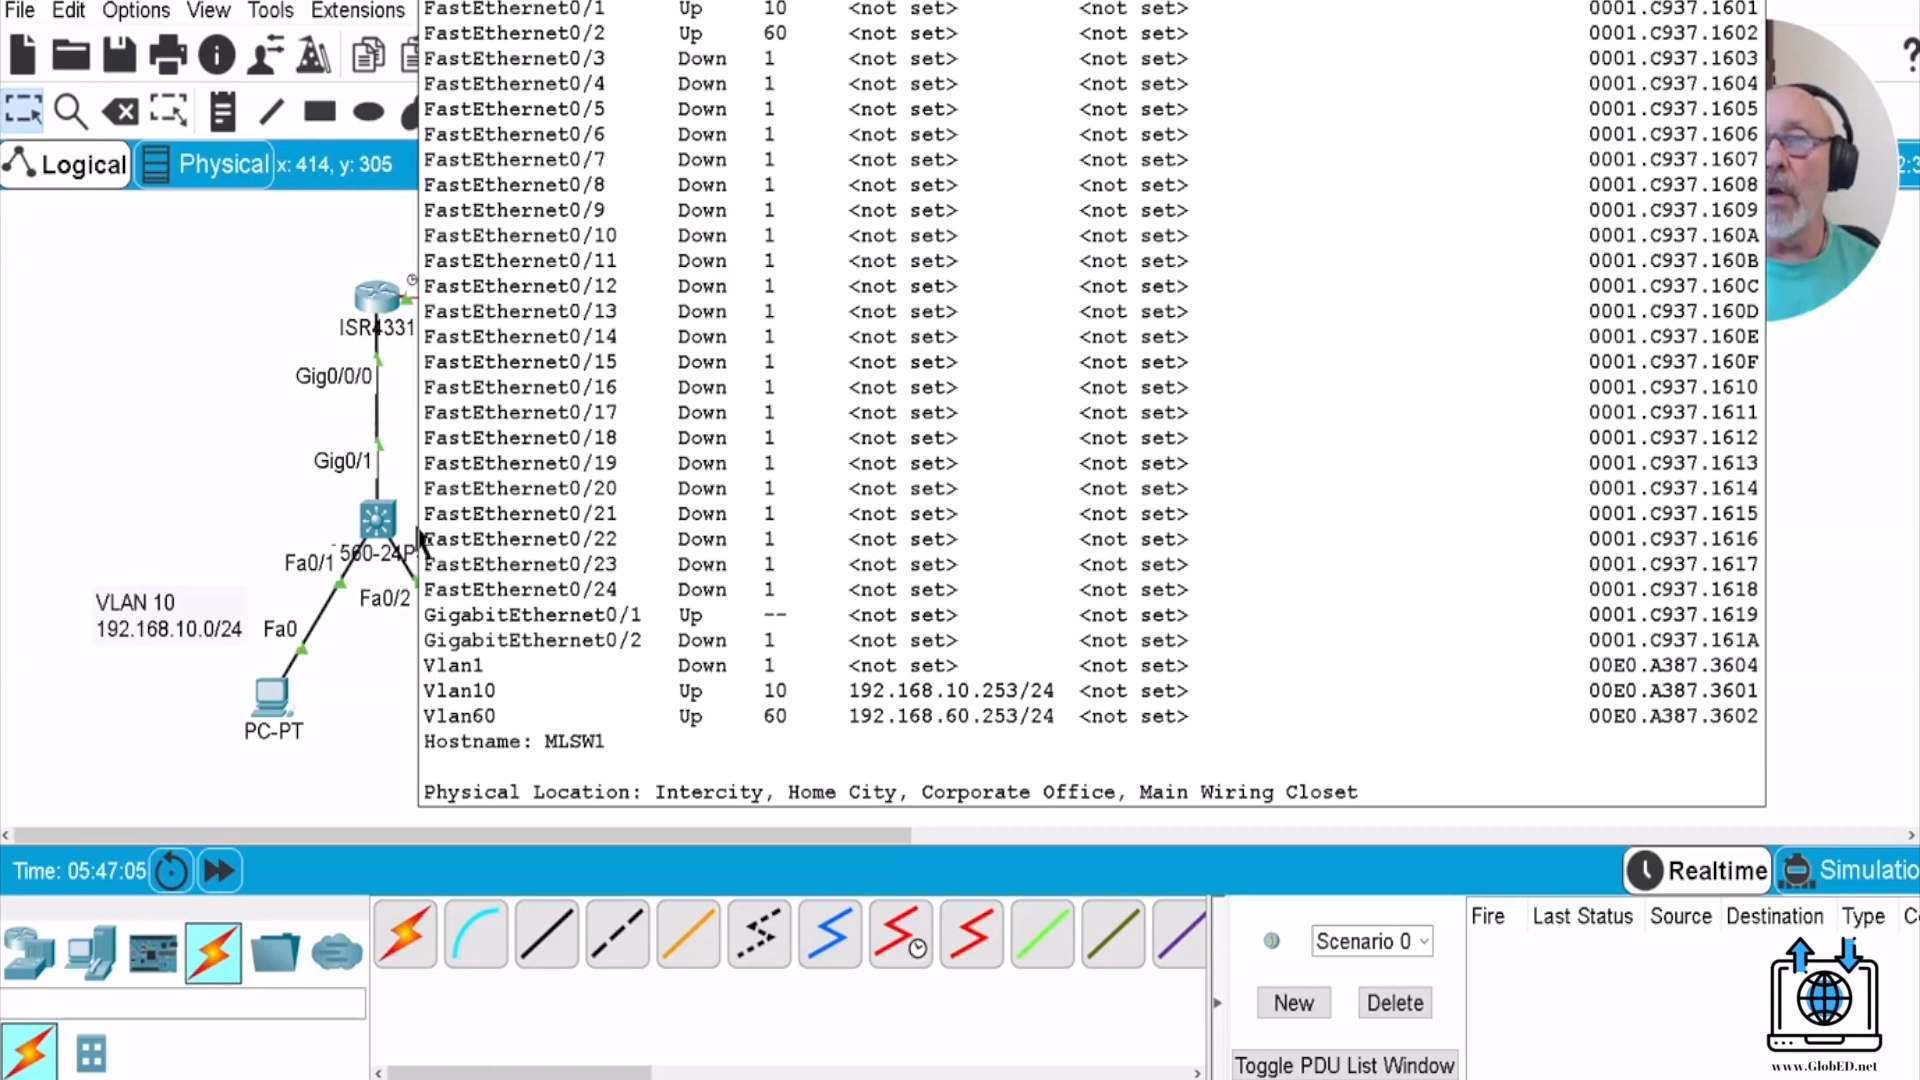 File Edit Options View Tools Extensions
Logical
Physical
x: 414, y: 305
ISR4331
Gig0/0/0
Gig0/1
Fa0/1
Fa0/2
VLAN 10
192.168.10.0/24
Fa0
PC-PT
FastEthernet0/1 Up 10 <not set> <not set> 0001.C937.1601
FastEthernet0/2 Up 60 <not set> <not set> 0001.C937.1602
FastEthernet0/3 Down 1 <not set> <not set> 0001.C937.1603
FastEthernet0/4 Down 1 <not set> <not set> 0001.C937.1604
FastEthernet0/5 Down 1 <not set> <not set> 0001.C937.1605
FastEthernet0/6 Down 1 <not set> <not set> 0001.C937.1606
FastEthernet0/7 Down 1 <not set> <not set> 0001.C937.1607
FastEthernet0/8 Down 1 <not set> <not set> 0001.C937.1608
FastEthernet0/9 Down 1 <not set> <not set> 0001.C937.1609
FastEthernet0/10 Down 1 <not set> <not set> 0001.C937.160A
FastEthernet0/11 Down 1 <not set> <not set> 0001.C937.160B
FastEthernet0/12 Down 1 <not set> <not set> 0001.C937.160C
FastEthernet0/13 Down 1 <not set> <not set> 0001.C937.160D
FastEthernet0/14 Down 1 <not set> <not set> 0001.C937.160E
FastEthernet0/15 Down 1 <not set> <not set> 0001.C937.160F
FastEthernet0/16 Down 1 <not set> <not set> 0001.C937.1610
FastEthernet0/17 Down 1 <not set> <not set> 0001.C937.1611
FastEthernet0/18 Down 1 <not set> <not set> 0001.C937.1612
FastEthernet0/19 Down 1 <not set> <not set> 0001.C937.1613
FastEthernet0/20 Down 1 <not set> <not set> 0001.C937.1614
FastEthernet0/21 Down 1 <not set> <not set> 0001.C937.1615
FastEthernet0/22 Down 1 <not set> <not set> 0001.C937.1616
FastEthernet0/23 Down 1 <not set> <not set> 0001.C937.1617
FastEthernet0/24 Down 1 <not set> <not set> 0001.C937.1618
GigabitEthernet0/1 Up -- <not set> <not set> 0001.C937.1619
GigabitEthernet0/2 Down 1 <not set> <not set> 0001.C937.161A
Vlan1 Down 1 <not set> <not set> 00E0.A387.3604
Vlan10 Up 10 192.168.10.253/24 <not set> 00E0.A387.3601
Vlan60 Up 60 192.168.60.253/24 <not set> 00E0.A387.3602
Hostname: MLSW1
Physical Location: Intercity, Home City, Corporate Office, Main Wiring Closet
Time: 05:47:05
Realtime
Simulatio
Scenario 0
New
Delete
Toggle PDU List Window
Fire Last Status Source Destination Type C
www.GlobED.net